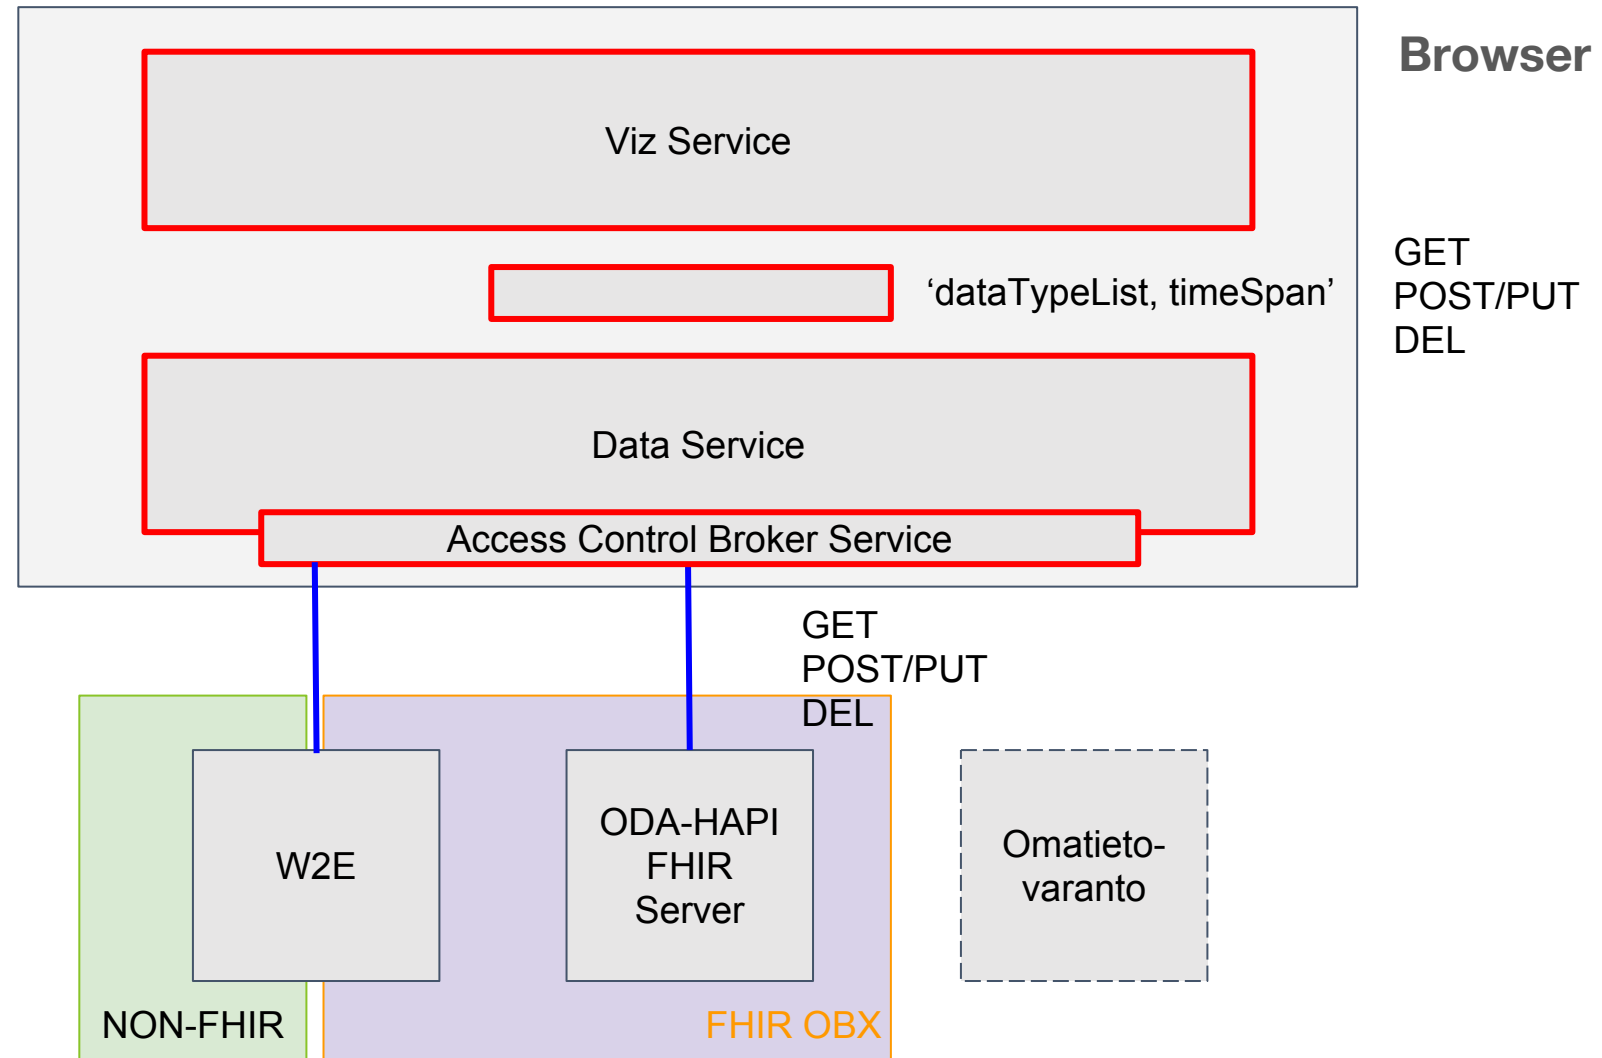 Browser
Viz Service
GET
POST/PUT
DEL
‘dataTypeList, timeSpan’
Data Service
Access Control Broker Service
GET
POST/PUT
DEL
W2E
ODA-HAPI
FHIR
Server
Omatieto-
varanto
NON-FHIR
FHIR OBX